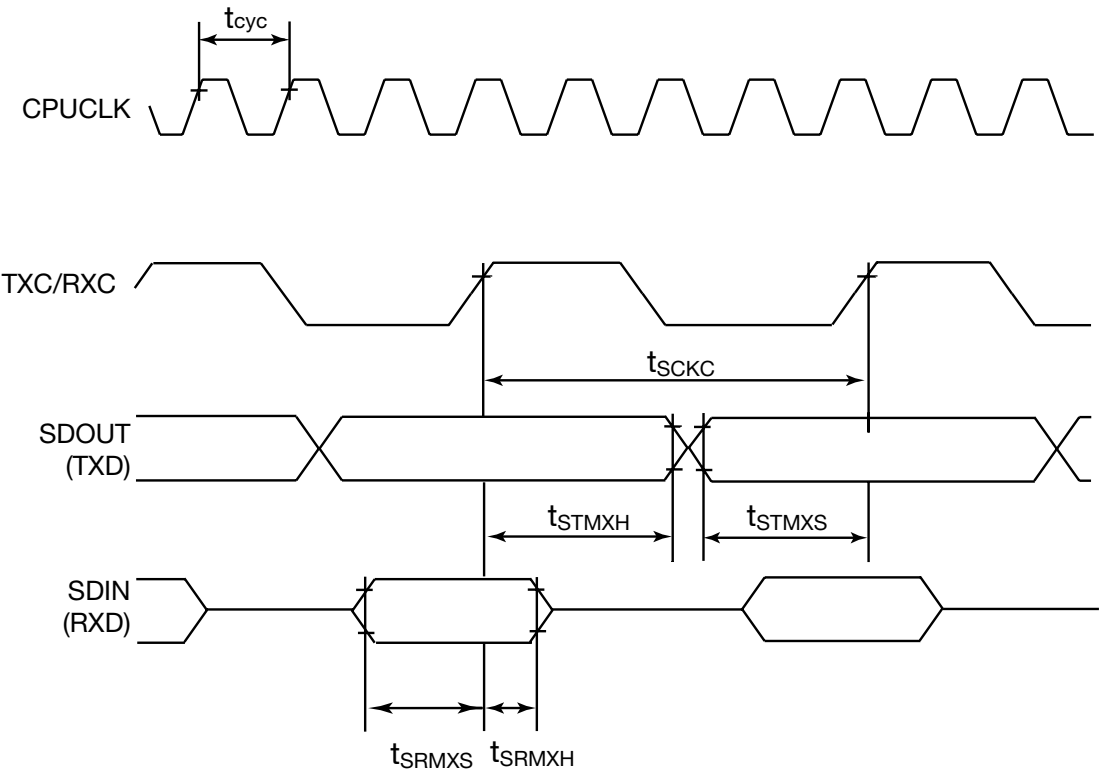 tcyc
CPUCLK
TXC/RXC
tSCKC
SDOUT
(TXD)
tSTMXH
tSTMXS
SDIN
(RXD)
tSRMXS
tSRMXH